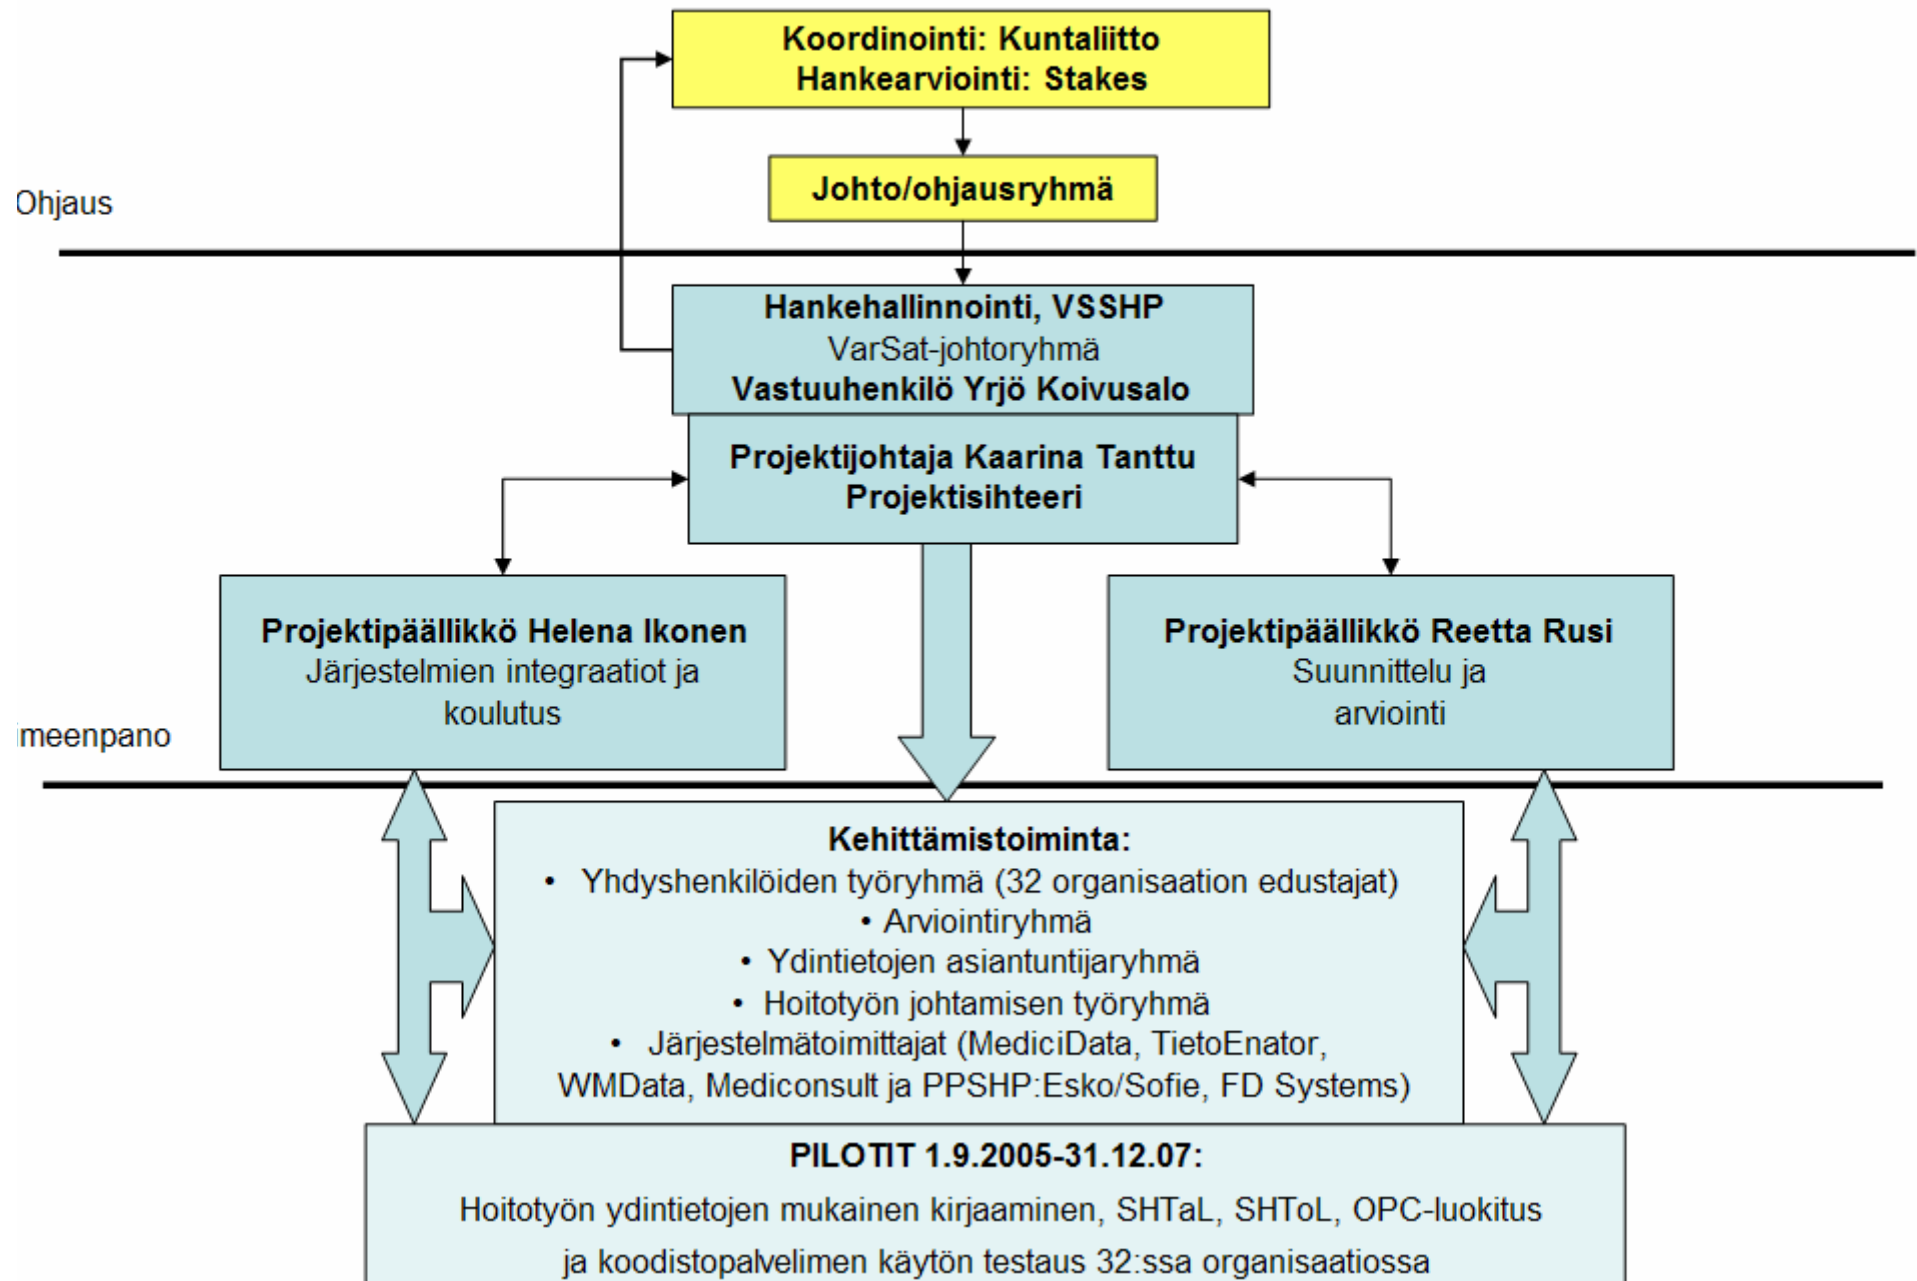 Koordinointi: Kuntaliitto
Hankearviointi: Stakes
Johto/ohjausryhmä
Ohjaus
Hankehallinnointi, VSSHP
VarSat-johtoryhmä
Vastuuhenkilö Yrjö Koivusalo
Projektijohtaja Kaarina Tanttu
Projektisihteeri
Projektipäällikkö Helena Ikonen
Järjestelmien integraatiot ja
koulutus
Projektipäällikkö Reetta Rusi
Suunnittelu ja
arviointi
imeenpano
Kehittämistoiminta:
• Yhdyshenkilöiden työryhmä (32 organisaation edustajat)
• Arviointiryhmä
• Ydintietojen asiantuntijaryhmä
• Hoitotyön johtamisen työryhmä
• Järjestelmätoimittajat (MediciData, TietoEnator,
WMData, Mediconsult ja PPSHP:Esko/Sofie, FD Systems)
PILOTIT 1.9.2005-31.12.07:
Hoitotyön ydintietojen mukainen kirjaaminen, SHTaL, SHToL, OPC-luokitus
ja koodistopalvelimen käytön testaus 32:ssa organisaatiossa